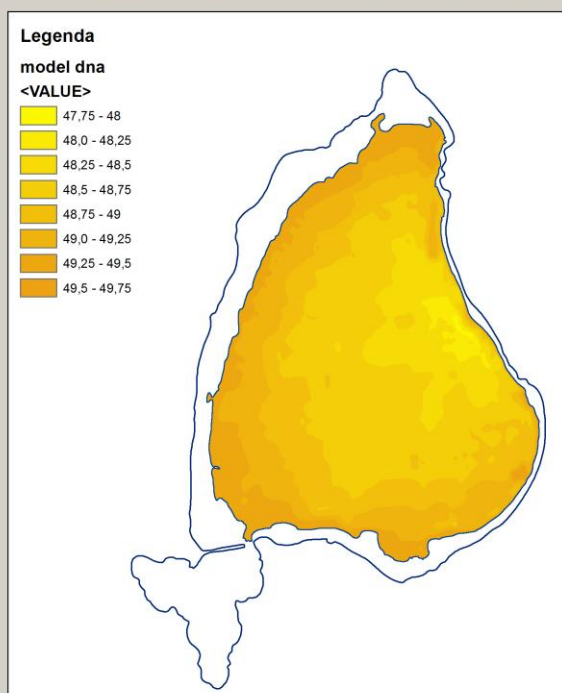 Legenda
model dna
<VALUE>
47,75 - 48
48,0 - 48,25
48,25 - 48,5
48,5 - 48,75
48,75 - 49
49,0 - 49,25
49,25 - 49,5
49,5 - 49,75